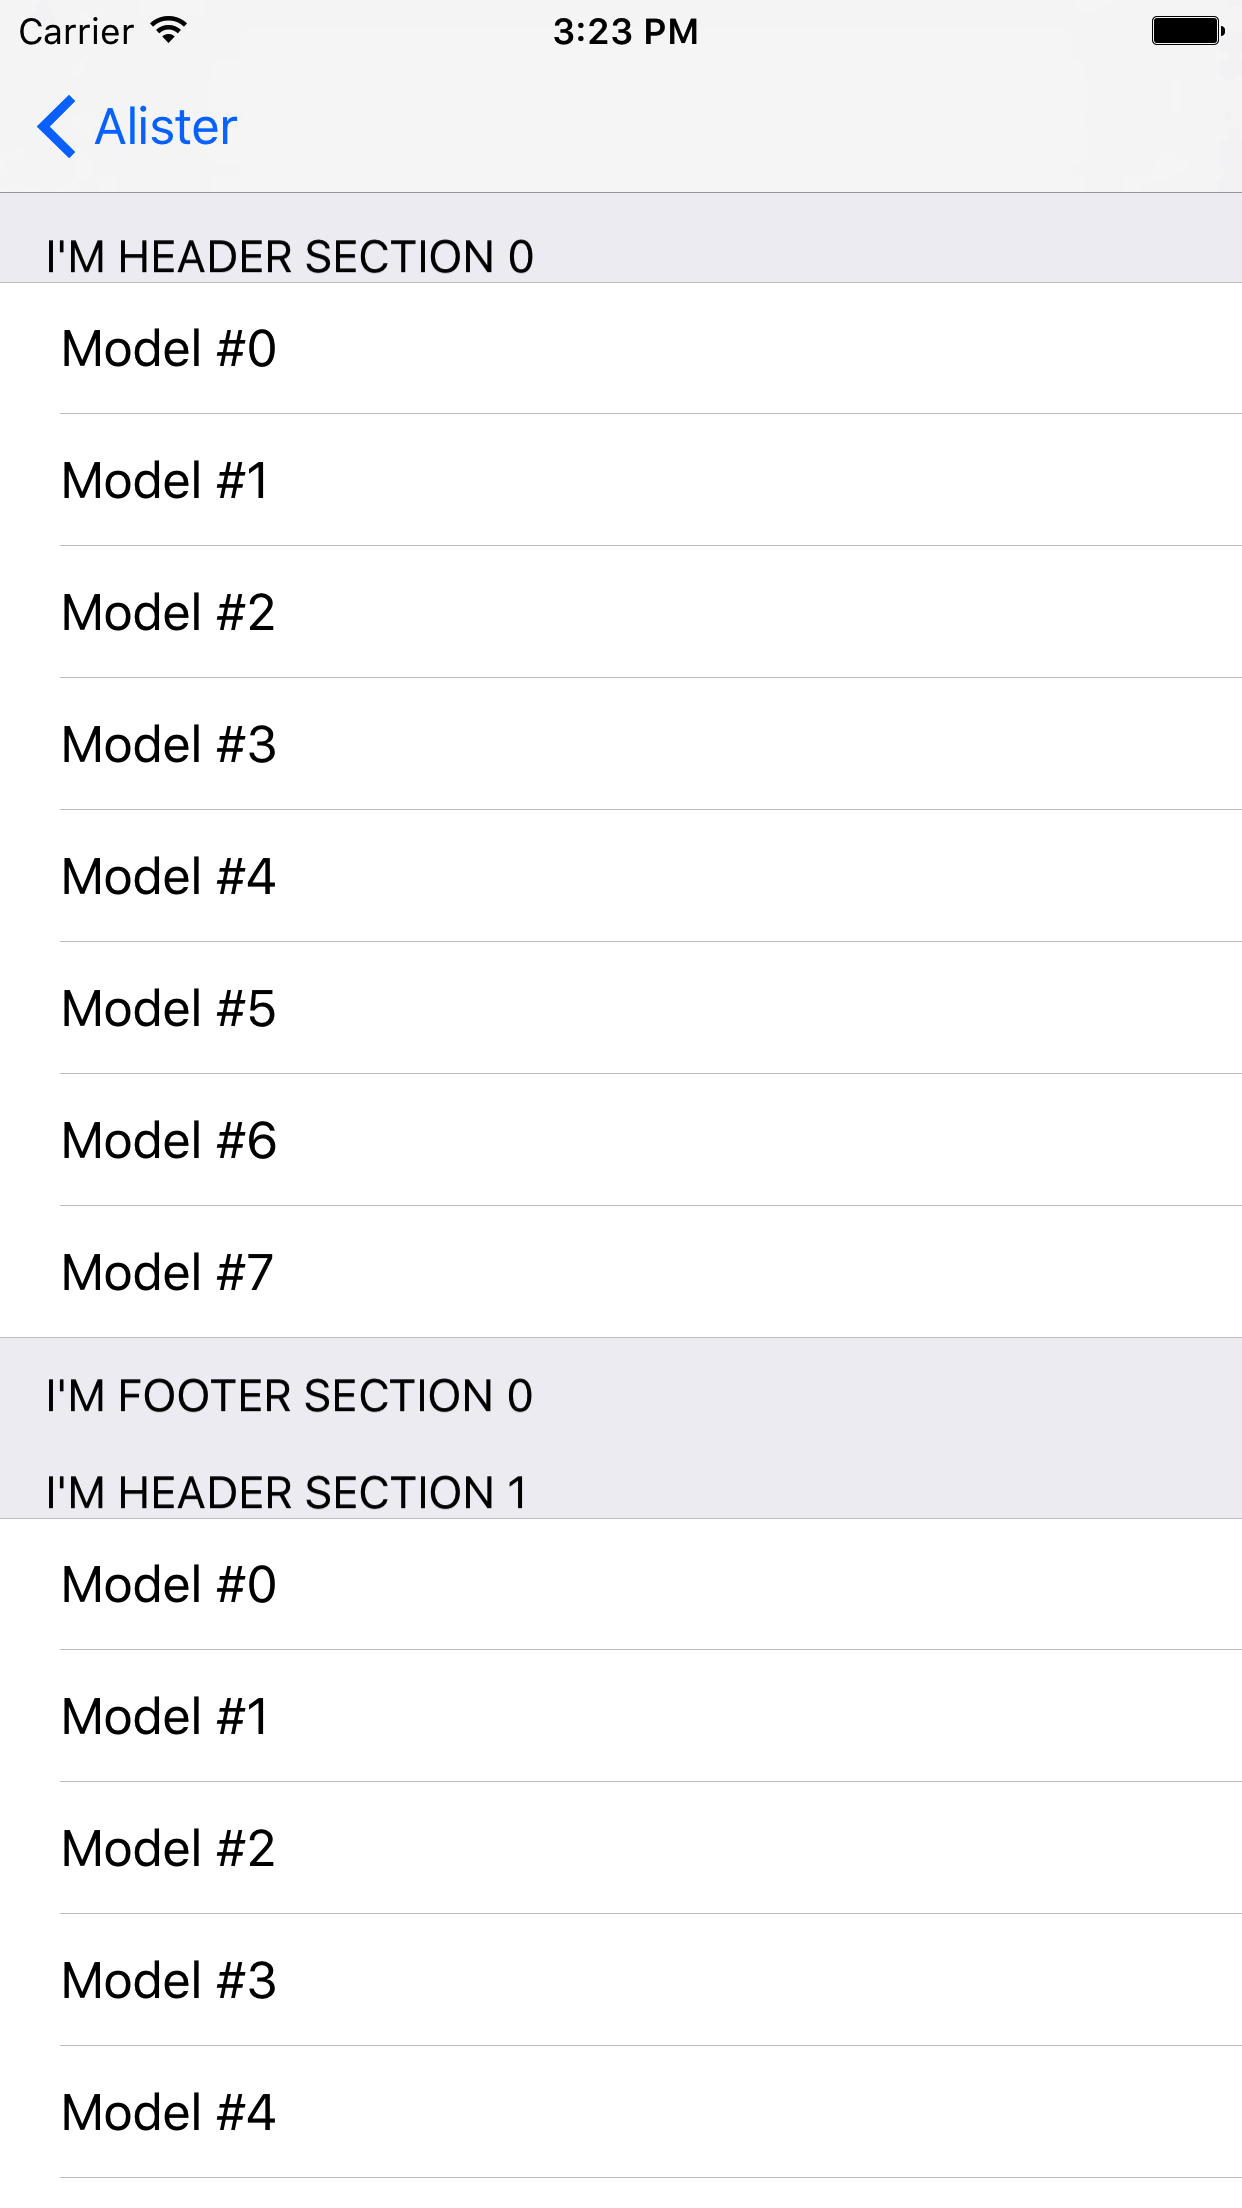 Carrier 3:23 PM
Alister
I'M HEADER SECTION 0
Model #0
Model #1
Model #2
Model #3
Model #4
Model #5
Model #6
Model #7
I'M FOOTER SECTION 0
I'M HEADER SECTION 1
Model #0
Model #1
Model #2
Model #3
Model #4